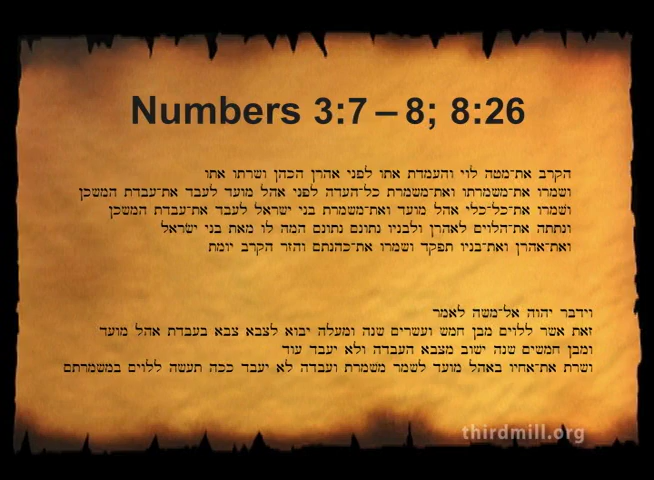 Numbers 3:7 – 8; 8:26
הקרב את־מטה לוי והעמדת אתו לפני אהרן הכהן ושרתו אתו
ושמרו את־משמרתו ואת־משמרת כל־העדה לפני אהל מועד לעבד את־עבדת המשכן
ושמרו את־כל־כלי אהל מועד ואת־משמרת בני ישראל לעבד את־עבדת המשכן
ונתתה את־הלוים לאהרן ולבניו נתונם נתונם המה לו מאת בני ישראל
ואת־אהרן ואת־בניו תפקד ושמרו את־כהנתם והזר הקרב יומת
וידבר יהוה אל־משה לאמר
זאת אשר ללוים מבן חמש ועשרים שנה ומעלה יבוא לצבא צבא בעבדת אהל מועד
ומבן חמשים שנה ישוב מצבא העבדה ולא יעבד עוד
ושרת את־אחיו באהל מועד לשמר משמרת ועבדה לא יעבד ככה תעשה ללוים במשמרתם
thirdmill.org